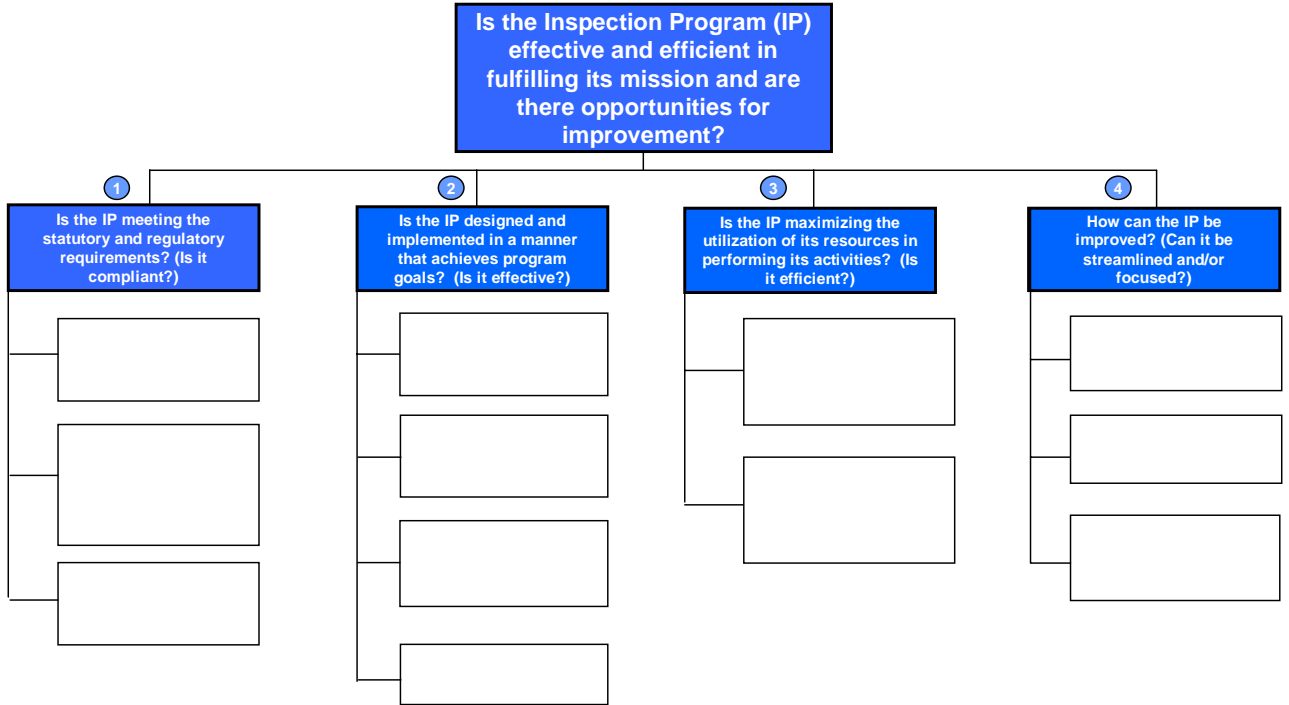 Is the Inspection Program (IP)
effective and efficient in
fulfilling its mission and are
there opportunities for
improvement?
1
Is the IP meeting the
statutory and regulatory
requirements? (Is it
compliant?)
2
Is the IP designed and
implemented in a manner
that achieves program
goals? (Is it effective?)
3
Is the IP maximizing the
utilization of its resources in
performing its activities? (Is
it efficient?)
4
How can the IP be
improved? (Can it be
streamlined and/or
focused?)